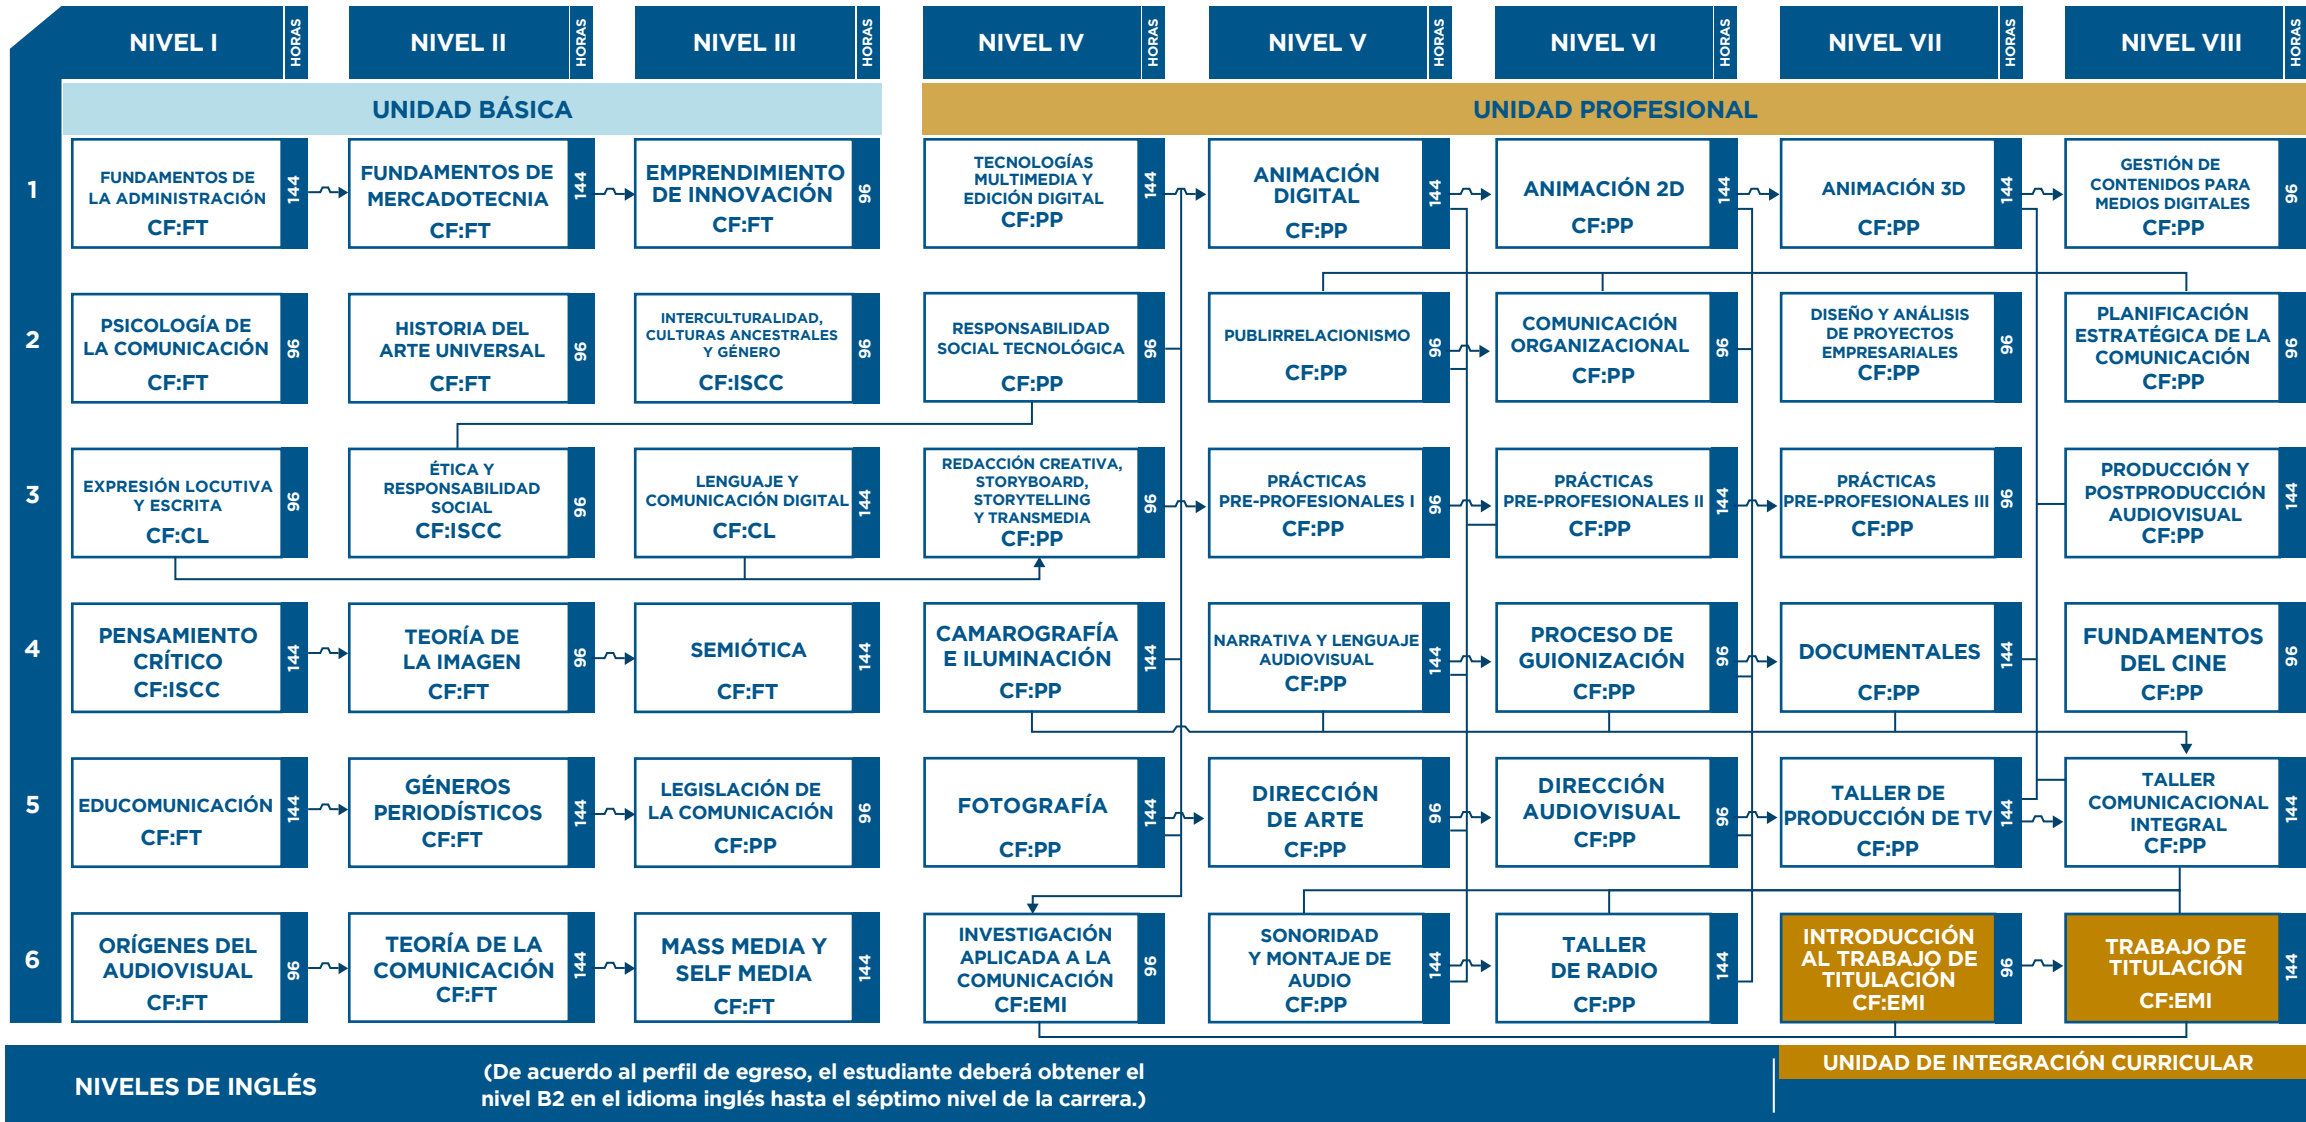 NIVEL I
HORAS
NIVEL II
HORAS
NIVEL III
HORAS
NIVEL IV
HORAS
NIVEL V
HORAS
NIVEL VI
HORAS
NIVEL VII
HORAS
NIVEL VIII
HORAS
UNIDAD BÁSICA
UNIDAD PROFESIONAL
1
FUNDAMENTOS DE
LA ADMINISTRACIÓN
CF:FT
144
FUNDAMENTOS DE
MERCADOTECNIA
CF:FT
144
EMPRENDIMIENTO
DE INNOVACIÓN
CF:FT
96
TECNOLOGÍAS
MULTIMEDIA Y
EDICIÓN DIGITAL
CF:PP
144
ANIMACIÓN
DIGITAL
CF:PP
144
ANIMACIÓN 2D
CF:PP
144
ANIMACIÓN 3D
CF:PP
144
GESTIÓN DE
CONTENIDOS PARA
MEDIOS DIGITALES
CF:PP
96
2
PSICOLOGÍA DE
LA COMUNICACIÓN
CF:FT
96
HISTORIA DEL
ARTE UNIVERSAL
CF:FT
96
INTERCULTURALIDAD,
CULTURAS ANCESTRALES
Y GÉNERO
CF:ISCC
96
RESPONSABILIDAD
SOCIAL TECNOLÓGICA
CF:PP
96
PUBLIRRELACIONISMO
CF:PP
96
COMUNICACIÓN
ORGANIZACIONAL
CF:PP
96
DISEÑO Y ANÁLISIS
DE PROYECTOS
EMPRESARIALES
CF:PP
96
PLANIFICACIÓN
ESTRATÉGICA DE LA
COMUNICACIÓN
CF:PP
96
3
EXPRESIÓN LOCUTIVA
Y ESCRITA
CF:CL
96
ÉTICA Y
RESPONSABILIDAD
SOCIAL
CF:ISCC
96
LENGUAJE Y
COMUNICACIÓN DIGITAL
CF:CL
144
REDACCIÓN CREATIVA,
STORYBOARD,
STORYTELLING
Y TRANSMEDIA
CF:PP
96
PRÁCTICAS
PRE-PROFESIONALES I
CF:PP
96
PRÁCTICAS
PRE-PROFESIONALES II
CF:PP
144
PRÁCTICAS
PRE-PROFESIONALES III
CF:PP
96
PRODUCCIÓN Y
POSTPRODUCCIÓN
AUDIOVISUAL
CF:PP
144
4
PENSAMIENTO
CRÍTICO
CF:ISCC
144
TEORÍA DE
LA IMAGEN
CF:FT
96
SEMIÓTICA
CF:FT
144
CAMAROGRAFÍA
E ILUMINACIÓN
CF:PP
144
NARRATIVA Y LENGUAJE
AUDIOVISUAL
CF:PP
144
PROCESO DE
GUIONIZACIÓN
CF:PP
96
DOCUMENTALES
CF:PP
144
FUNDAMENTOS
DEL CINE
CF:PP
96
5
EDUCOMUNICACIÓN
CF:FT
144
GÉNEROS
PERIODÍSTICOS
CF:FT
144
LEGISLACIÓN DE
LA COMUNICACIÓN
CF:PP
96
FOTOGRAFÍA
CF:PP
144
DIRECCIÓN
DE ARTE
CF:PP
96
DIRECCIÓN
AUDIOVISUAL
CF:PP
96
TALLER DE
PRODUCCIÓN DE TV
CF:PP
144
TALLER
COMUNICACIONAL
INTEGRAL
CF:PP
144
6
ORÍGENES DEL
AUDIOVISUAL
CF:FT
96
TEORÍA DE LA
COMUNICACIÓN
CF:FT
144
MASS MEDIA Y
SELF MEDIA
CF:FT
144
INVESTIGACIÓN
APLICADA A LA
COMUNICACIÓN
CF:EMI
96
SONORIDAD
Y MONTAJE DE
AUDIO
CF:PP
144
TALLER
DE RADIO
CF:PP
144
INTRODUCCIÓN
AL TRABAJO DE
TITULACIÓN
CF:EMI
96
TRABAJO DE
TITULACIÓN
CF:EMI
144
NIVELES DE INGLÉS
(De acuerdo al perfil de egreso, el estudiante deberá obtener el
nivel B2 en el idioma inglés hasta el séptimo nivel de la carrera.)
UNIDAD DE INTEGRACIÓN CURRICULAR